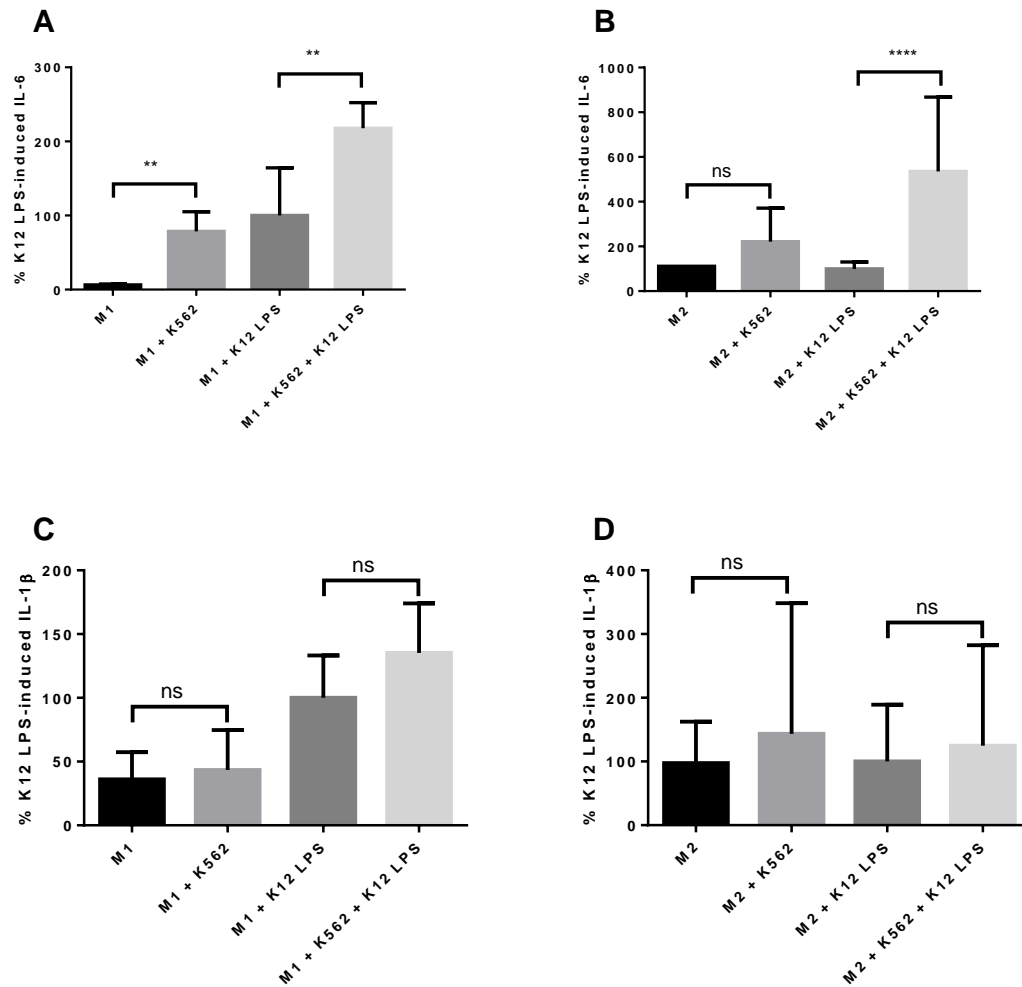 A
% K12 LPS-induced IL-6
300
200
100
0
**
**
M1
M1 + K562
M1 + K12 LPS
M1 + K562 + K12 LPS
B
% K12 LPS-induced IL-6
1000
800
600
400
200
0
ns
****
M2
M2 + K562
M2 + K12 LPS
M2 + K562 + K12 LPS
C
% K12 LPS-induced IL-1β
200
150
100
50
0
ns
ns
M1
M1 + K562
M1 + K12 LPS
M1 + K562 + K12 LPS
D
% K12 LPS-induced IL-1β
400
300
200
100
0
ns
ns
M2
M2 + K562
M2 + K12 LPS
M2 + K562 + K12 LPS